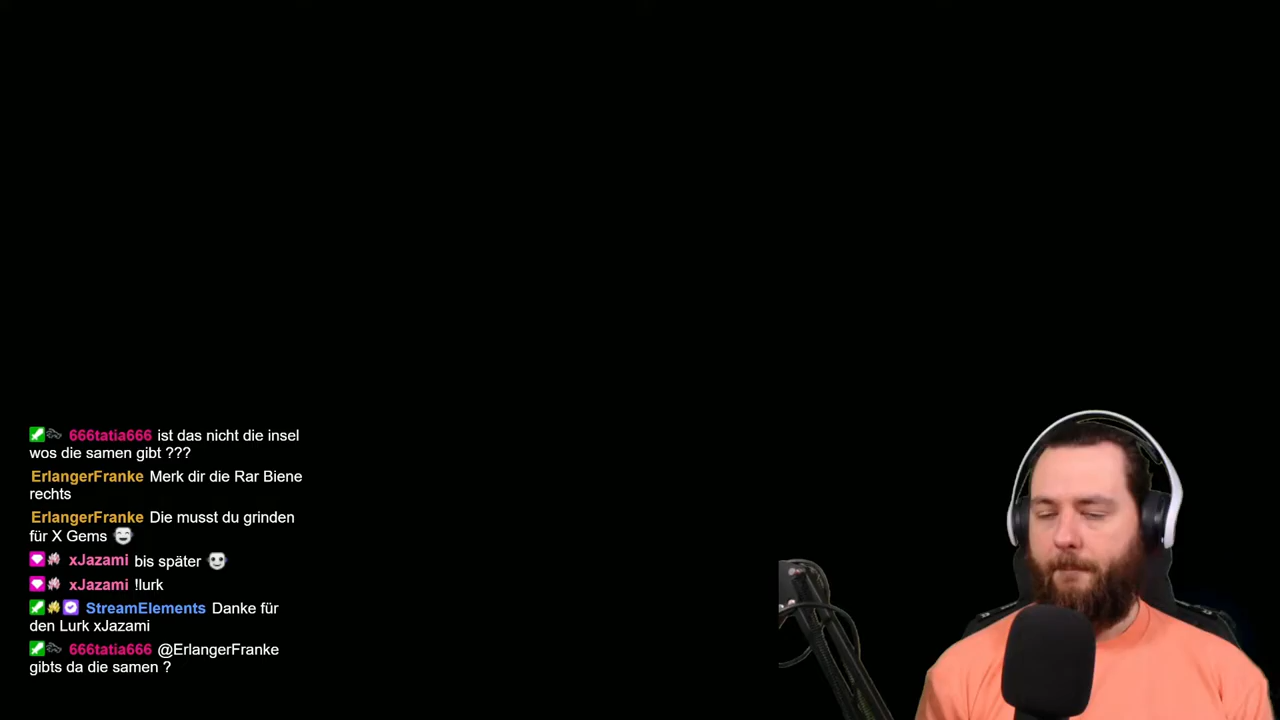 666tatia666 ist das nicht die insel
wos die samen gibt ???
ErlangerFranke Merk dir die Rar Biene
rechts
ErlangerFranke Die musst du grinden
für X Gems
xJazami bis später
xJazami !lurk
StreamElements Danke für
den Lurk xJazami
666tatia666 @ErlangerFranke
gibts da die samen ?